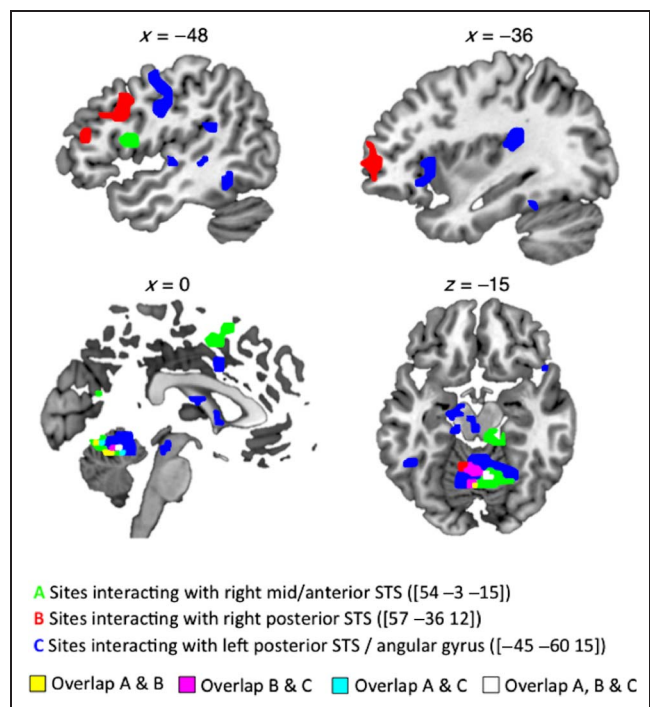 x = −48
x = −36
x = 0
z = −15
A Sites interacting with right mid/anterior STS ([54 −3 −15])
B Sites interacting with right posterior STS ([57 −36 12])
C Sites interacting with left posterior STS / angular gyrus ([−45 −60 15])
Overlap A & B Overlap B & C Overlap A & C Overlap A, B & C